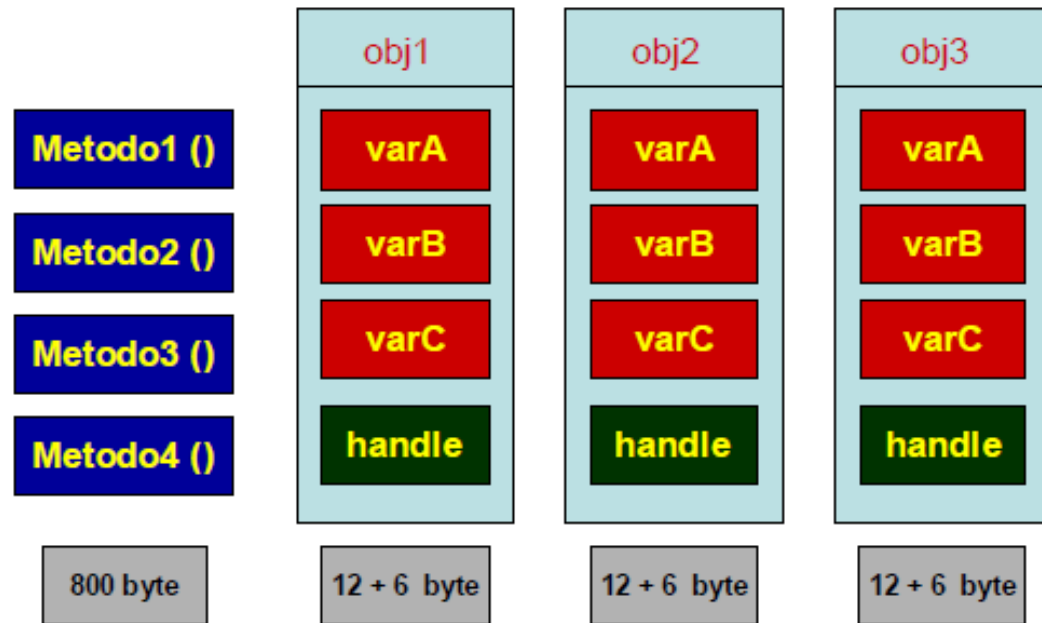 obj1 obj2 obj3
Metodo1 () varA varA varA
Metodo2 () varB varB varB
Metodo3 () varC varC varC
Metodo4 () handle handle handle
800 byte 12 + 6 byte 12 + 6 byte 12 + 6 byte